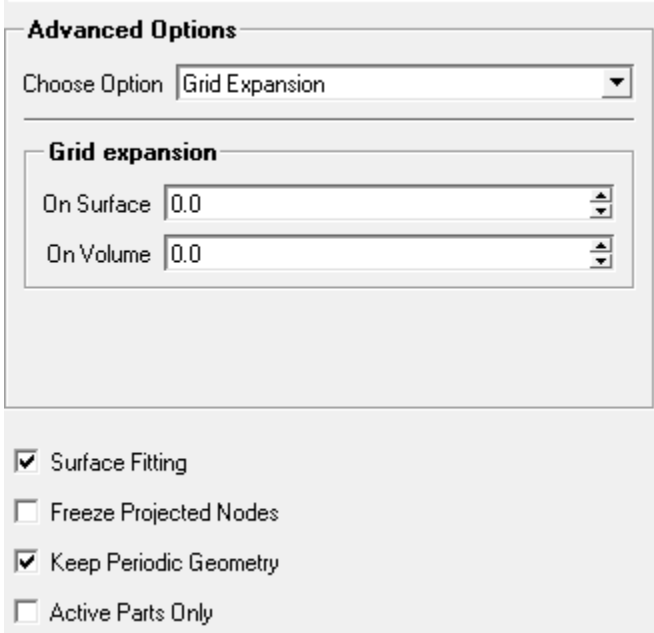 Advanced Options
Choose Option Grid Expansion
Grid expansion
On Surface 0.0
On Volume 0.0
Surface Fitting
Freeze Projected Nodes
Keep Periodic Geometry
Active Parts Only